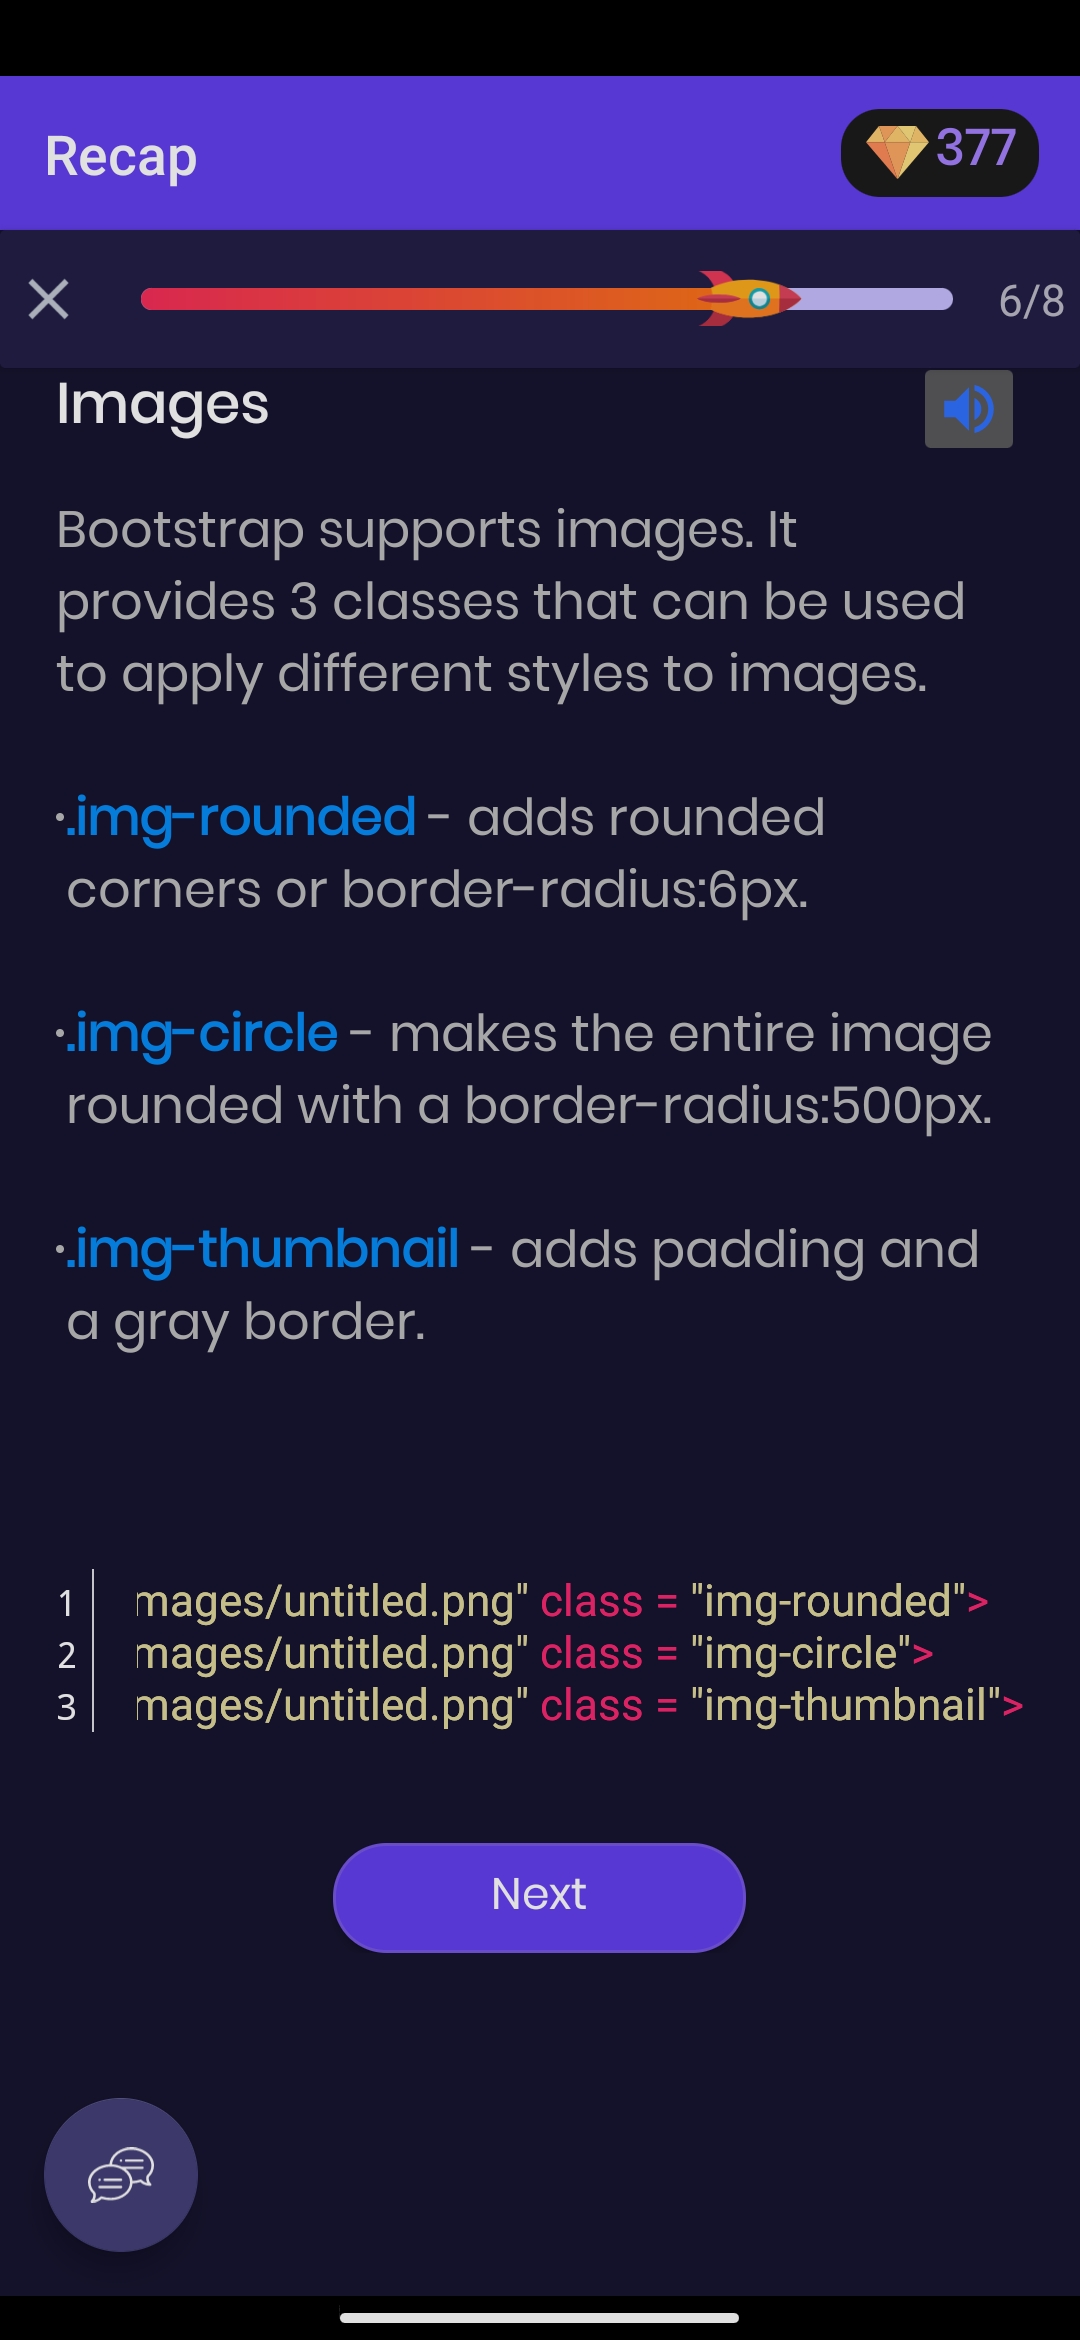 Recap
377
6/8
Images
Bootstrap supports images. It
provides 3 classes that can be used
to apply different styles to images.
·.img-rounded - adds rounded
corners or border-radius:6px.
·.img-circle - makes the entire image
rounded with a border-radius:500px.
·.img-thumbnail - adds padding and
a gray border.
1 mages/untitled.png" class = "img-rounded">
2 mages/untitled.png" class = "img-circle">
3 mages/untitled.png" class = "img-thumbnail">
Next